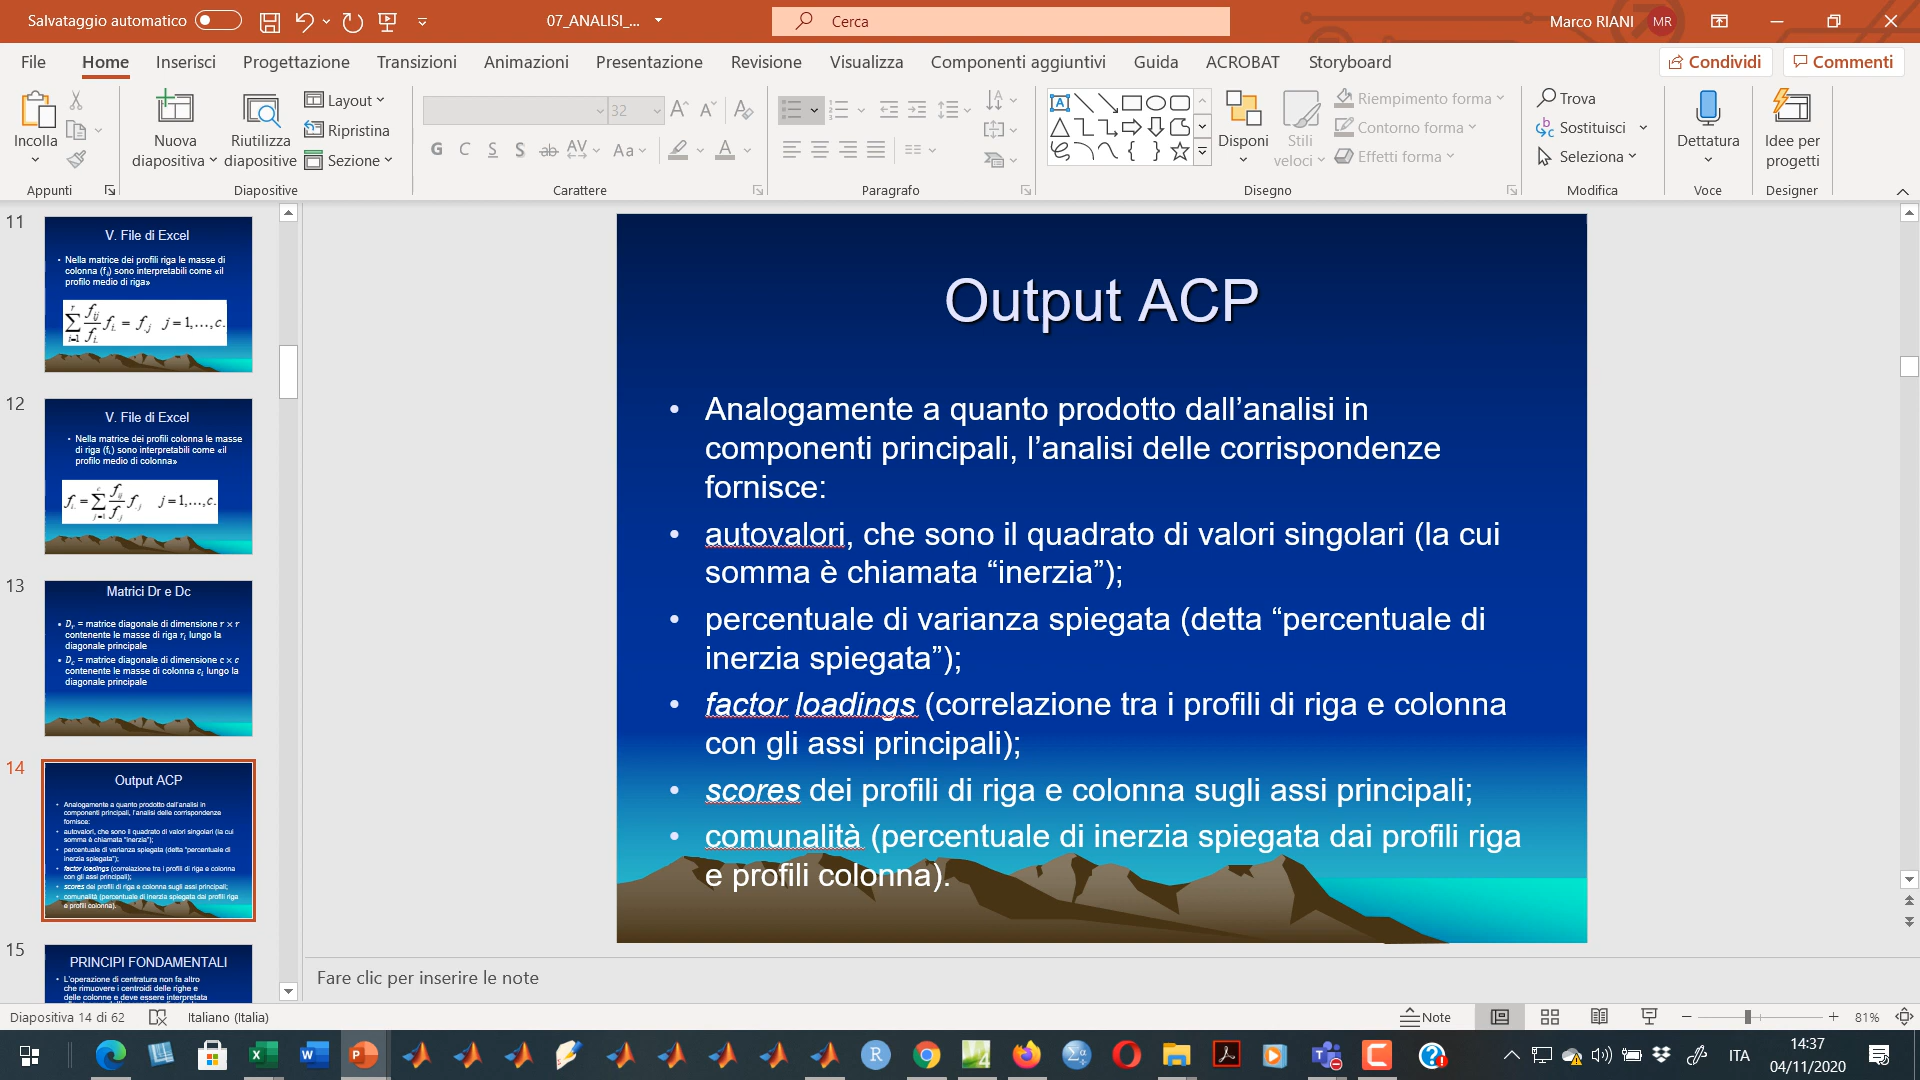 Salvataggio automatico
07_ANALISI_...
Cerca
Marco RIANI
MR
File
Home
Inserisci
Progettazione
Transizioni
Animazioni
Presentazione
Revisione
Visualizza
Componenti aggiuntivi
Guida
ACROBAT
Storyboard
Condividi
Commenti
Incolla
Appunti
Nuova
diapositiva
Riutilizza
diapositive
Layout
Ripristina
Sezione
Diapositive
32
G C S S ab AV Aa
Carattere
Paragrafo
Disponi
Stili
veloci
Riempimento forma
Contorno forma
Effetti forma
Disegno
Trova
Sostituisci
Seleziona
Modifica
Dettatura
Voce
Idee per
progetti
Designer
11
V. File di Excel
• Nella matrice dei profili riga le masse di
colonna (f.j) sono interpretabili come «il
profilo medio di riga»
j=1,...,c.
12
V. File di Excel
• Nella matrice dei profili colonna le masse
di riga (fi.) sono interpretabili come «il
profilo medio di colonna»
j=1,...,c.
13
Matrici Dr e Dc
• Dr = matrice diagonale di dimensione r × r
contenente le masse di riga ri lungo la
diagonale principale
• Dc = matrice diagonale di dimensione c × c
contenente le masse di colonna ci lungo la
diagonale principale
14
Output ACP
• Analogamente a quanto prodotto dall'analisi in
componenti principali, l'analisi delle corrispondenze
fornisce:
• autovalori, che sono il quadrato di valori singolari (la cui
somma è chiamata "inerzia");
• percentuale di varianza spiegata (detta "percentuale di
inerzia spiegata");
• factor loadings (correlazione tra i profili di riga e colonna
con gli assi principali);
• scores dei profili di riga e colonna sugli assi principali;
• comunalità (percentuale di inerzia spiegata dai profili riga
e profili colonna).
15
PRINCIPI FONDAMENTALI
• L'operazione di centratura non fa altro
che rimuovere i centroidi delle righe e
delle colonne e deve essere interpretata
Output ACP
• Analogamente a quanto prodotto dall’analisi in
componenti principali, l’analisi delle corrispondenze
fornisce:
• autovalori, che sono il quadrato di valori singolari (la cui
somma è chiamata “inerzia”);
• percentuale di varianza spiegata (detta “percentuale di
inerzia spiegata”);
• factor loadings (correlazione tra i profili di riga e colonna
con gli assi principali);
• scores dei profili di riga e colonna sugli assi principali;
• comunalità (percentuale di inerzia spiegata dai profili riga
e profili colonna).
Fare clic per inserire le note
Diapositiva 14 di 62
Italiano (Italia)
Note
81%
ITA
14:37
04/11/2020